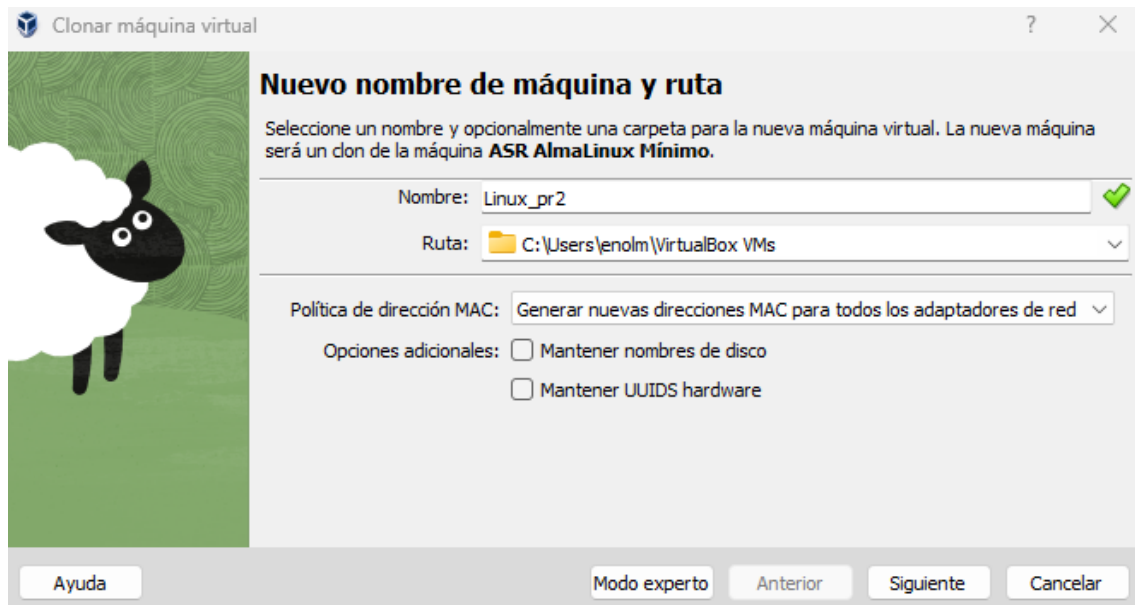 Clonar máquina virtual
?
Nuevo nombre de máquina y ruta
Seleccione un nombre y opcionalmente una carpeta para la nueva máquina virtual. La nueva máquina
será un clon de la máquina ASR AlmaLinux Mínimo.
Nombre: Linux_pr2
Ruta: C:\Users\enolm\VirtualBox VMs
Política de dirección MAC: Generar nuevas direcciones MAC para todos los adaptadores de red
Opciones adicionales: Mantener nombres de disco
Mantener UUIDS hardware
Ayuda Modo experto Anterior Siguiente Cancelar